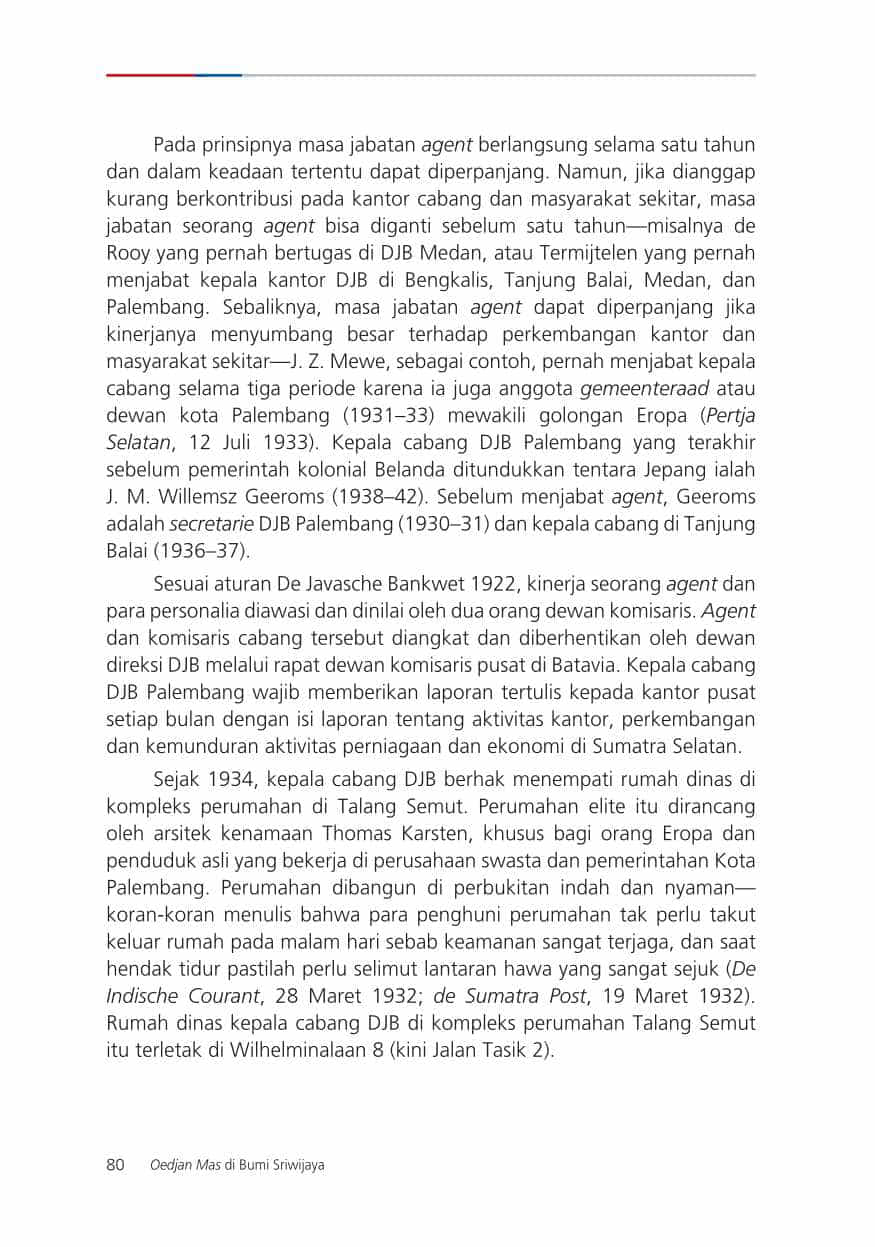 Pada prinsipnya masa jabatan agent berlangsung selama satu tahun
dan dalam keadaan tertentu dapat diperpanjang. Namun, jika dianggap
kurang berkontribusi pada kantor cabang dan masyarakat sekitar, masa
jabatan seorang agent bisa diganti sebelum satu tahun—misalnya de
Rooy yang pernah bertugas di DJB Medan, atau Termijtelen yang pernah
menjabat kepala kantor DJB di Bengkalis, Tanjung Balai, Medan, dan
Palembang. Sebaliknya, masa jabatan agent dapat diperpanjang jika
kinerjanya menyumbang besar terhadap perkembangan kantor dan
masyarakat sekitar—J. Z. Mewe, sebagai contoh, pernah menjabat kepala
cabang selama tiga periode karena ia juga anggota gemeenteraad atau
dewan kota Palembang (1931–33) mewakili golongan Eropa (Pertja
Selatan, 12 Juli 1933). Kepala cabang DJB Palembang yang terakhir
sebelum pemerintah kolonial Belanda ditundukkan tentara Jepang ialah
J. M. Willemsz Geeroms (1938–42). Sebelum menjabat agent, Geeroms
adalah secretarie DJB Palembang (1930–31) dan kepala cabang di Tanjung
Balai (1936–37).
Sesuai aturan De Javasche Bankwet 1922, kinerja seorang agent dan
para personalia diawasi dan dinilai oleh dua orang dewan komisaris. Agent
dan komisaris cabang tersebut diangkat dan diberhentikan oleh dewan
direksi DJB melalui rapat dewan komisaris pusat di Batavia. Kepala cabang
DJB Palembang wajib memberikan laporan tertulis kepada kantor pusat
setiap bulan dengan isi laporan tentang aktivitas kantor, perkembangan
dan kemunduran aktivitas perniagaan dan ekonomi di Sumatra Selatan.
Sejak 1934, kepala cabang DJB berhak menempati rumah dinas di
kompleks perumahan di Talang Semut. Perumahan elite itu dirancang
oleh arsitek kenamaan Thomas Karsten, khusus bagi orang Eropa dan
penduduk asli yang bekerja di perusahaan swasta dan pemerintahan Kota
Palembang. Perumahan dibangun di perbukitan indah dan nyaman—
koran-koran menulis bahwa para penghuni perumahan tak perlu takut
keluar rumah pada malam hari sebab keamanan sangat terjaga, dan saat
hendak tidur pastilah perlu selimut lantaran hawa yang sangat sejuk (De
Indische Courant, 28 Maret 1932; de Sumatra Post, 19 Maret 1932).
Rumah dinas kepala cabang DJB di kompleks perumahan Talang Semut
itu terletak di Wilhelminalaan 8 (kini Jalan Tasik 2).
80 Oedjan Mas di Bumi Sriwijaya